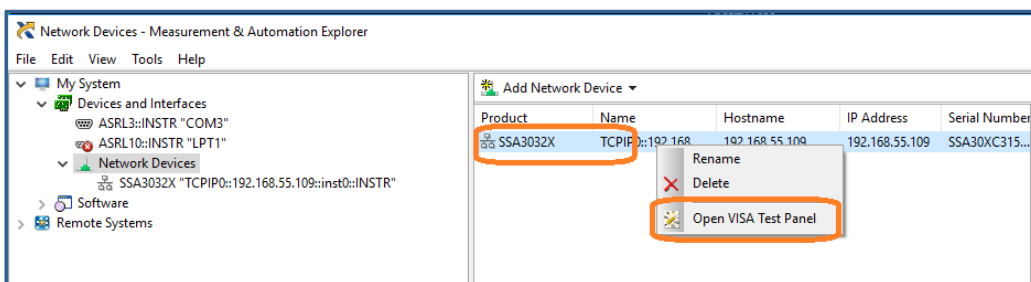 Network Devices - Measurement & Automation Explorer
File Edit View Tools Help
My System
Devices and Interfaces
ASRL3::INSTR "COM3"
ASRL10::INSTR "LPT1"
Network Devices
SSA3032X "TCPIP0::192.168.55.109::inst0::INSTR"
Software
Remote Systems
Add Network Device
Product Name Hostname IP Address Serial Number
SSA3032X TCPIP0::192.168 192.168.55.109 192.168.55.109 SSA30XC315...
Rename
Delete
Open VISA Test Panel